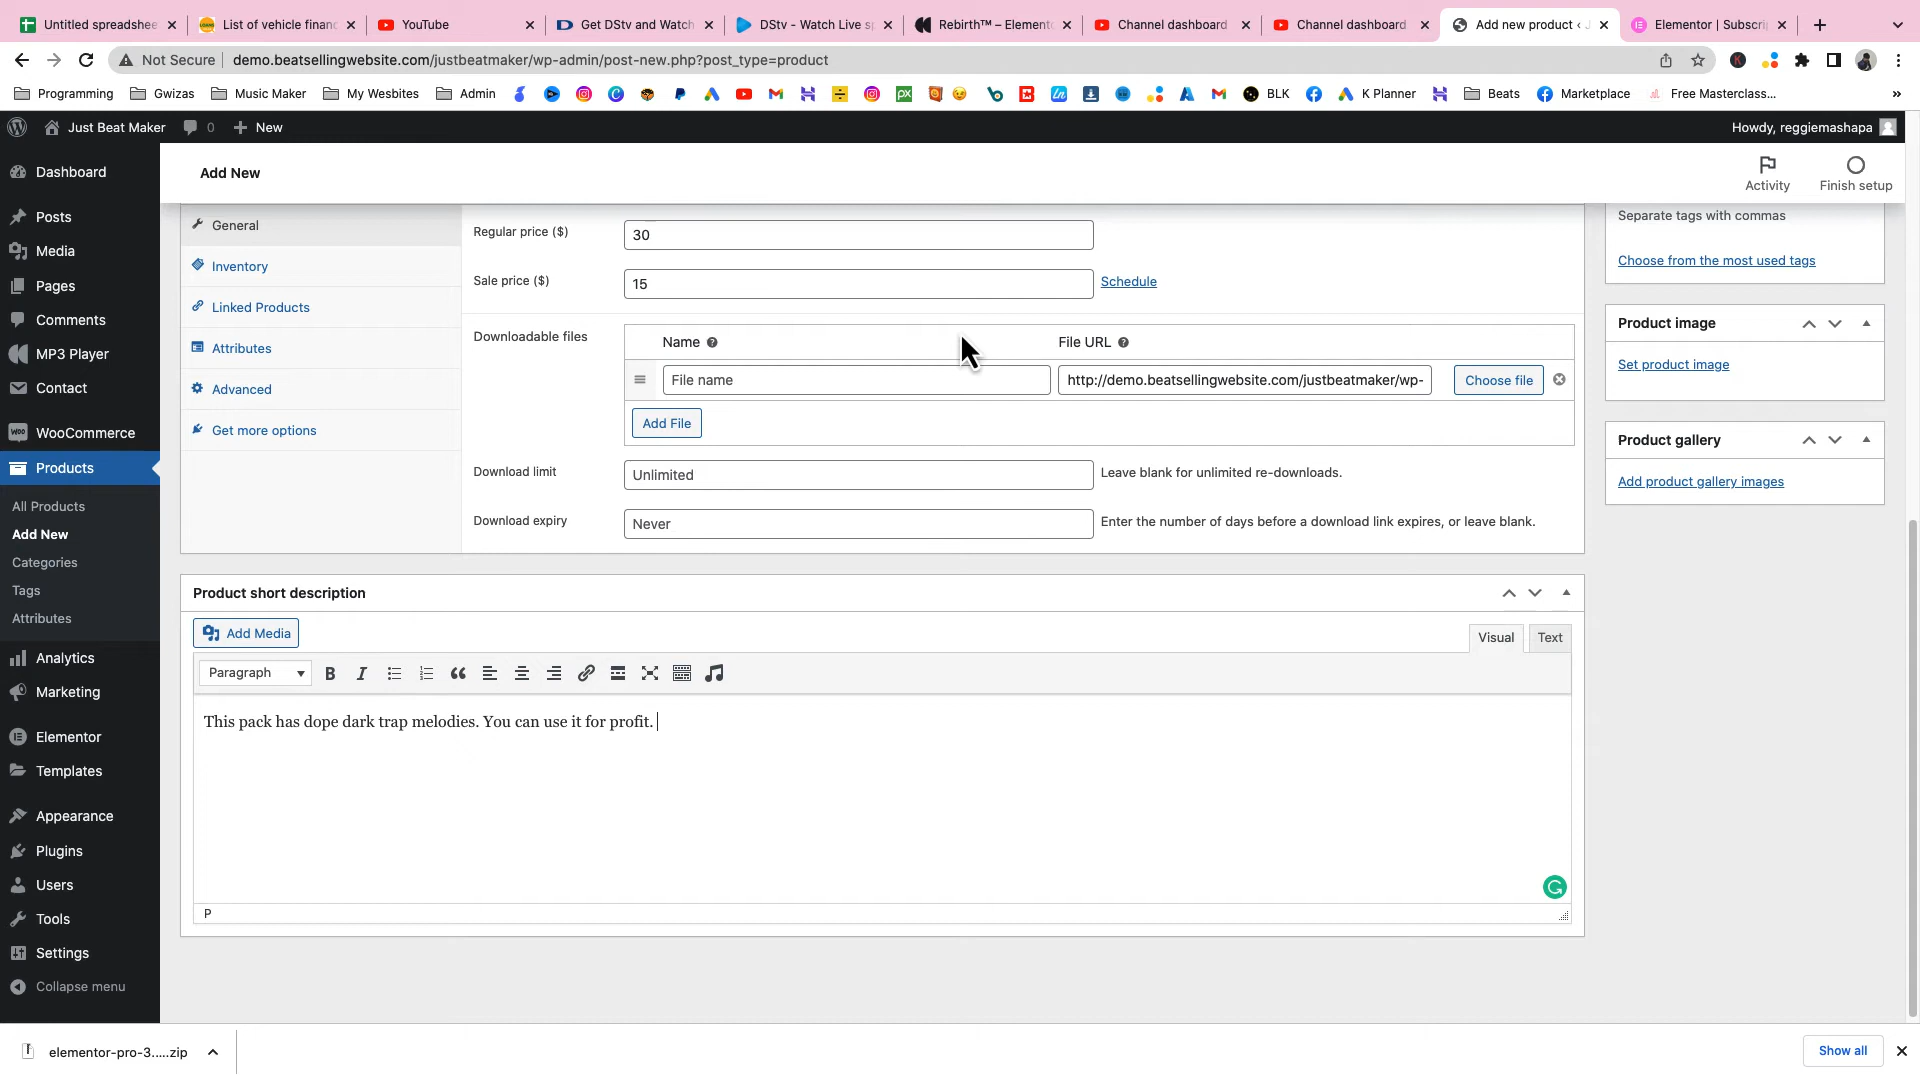 Untitled spreadshee
List of vehicle financ
YouTube
Get DStv and Watch
DStv - Watch Live s
Rebirth™ – Element
Channel dashboard
Channel dashboard
Add new product ‹ J
Elementor | Subscri
Not Secure
demo.beatsellingwebsite.com/justbeatmaker/wp-admin/post-new.php?post_type=product
Programming
Gwizas
Music Maker
My Wesbites
Admin
BLK
K Planner
Beats
Marketplace
Free Masterclass...
»
Just Beat Maker
0
New
Howdy, reggiemashapa
Add New
Activity
Finish setup
Dashboard
Posts
Media
Pages
Comments
MP3 Player
Contact
WooCommerce
Products
All Products
Add New
Categories
Tags
Attributes
Analytics
Marketing
Elementor
Templates
Appearance
Plugins
Users
Tools
Settings
Collapse menu
General
Inventory
Linked Products
Attributes
Advanced
Get more options
Regular price ($)
30
Sale price ($)
15
Schedule
Downloadable files
Name
File URL
File name
http://demo.beatsellingwebsite.com/justbeatmaker/wp-
Choose file
Add File
Download limit
Unlimited
Leave blank for unlimited re-downloads.
Download expiry
Never
Enter the number of days before a download link expires, or leave blank.
Product short description
Add Media
Visual
Text
Paragraph
This pack has dope dark trap melodies. You can use it for profit.
P
Separate tags with commas
Choose from the most used tags
Product image
Set product image
Product gallery
Add product gallery images
elementor-pro-3.....zip
Show all